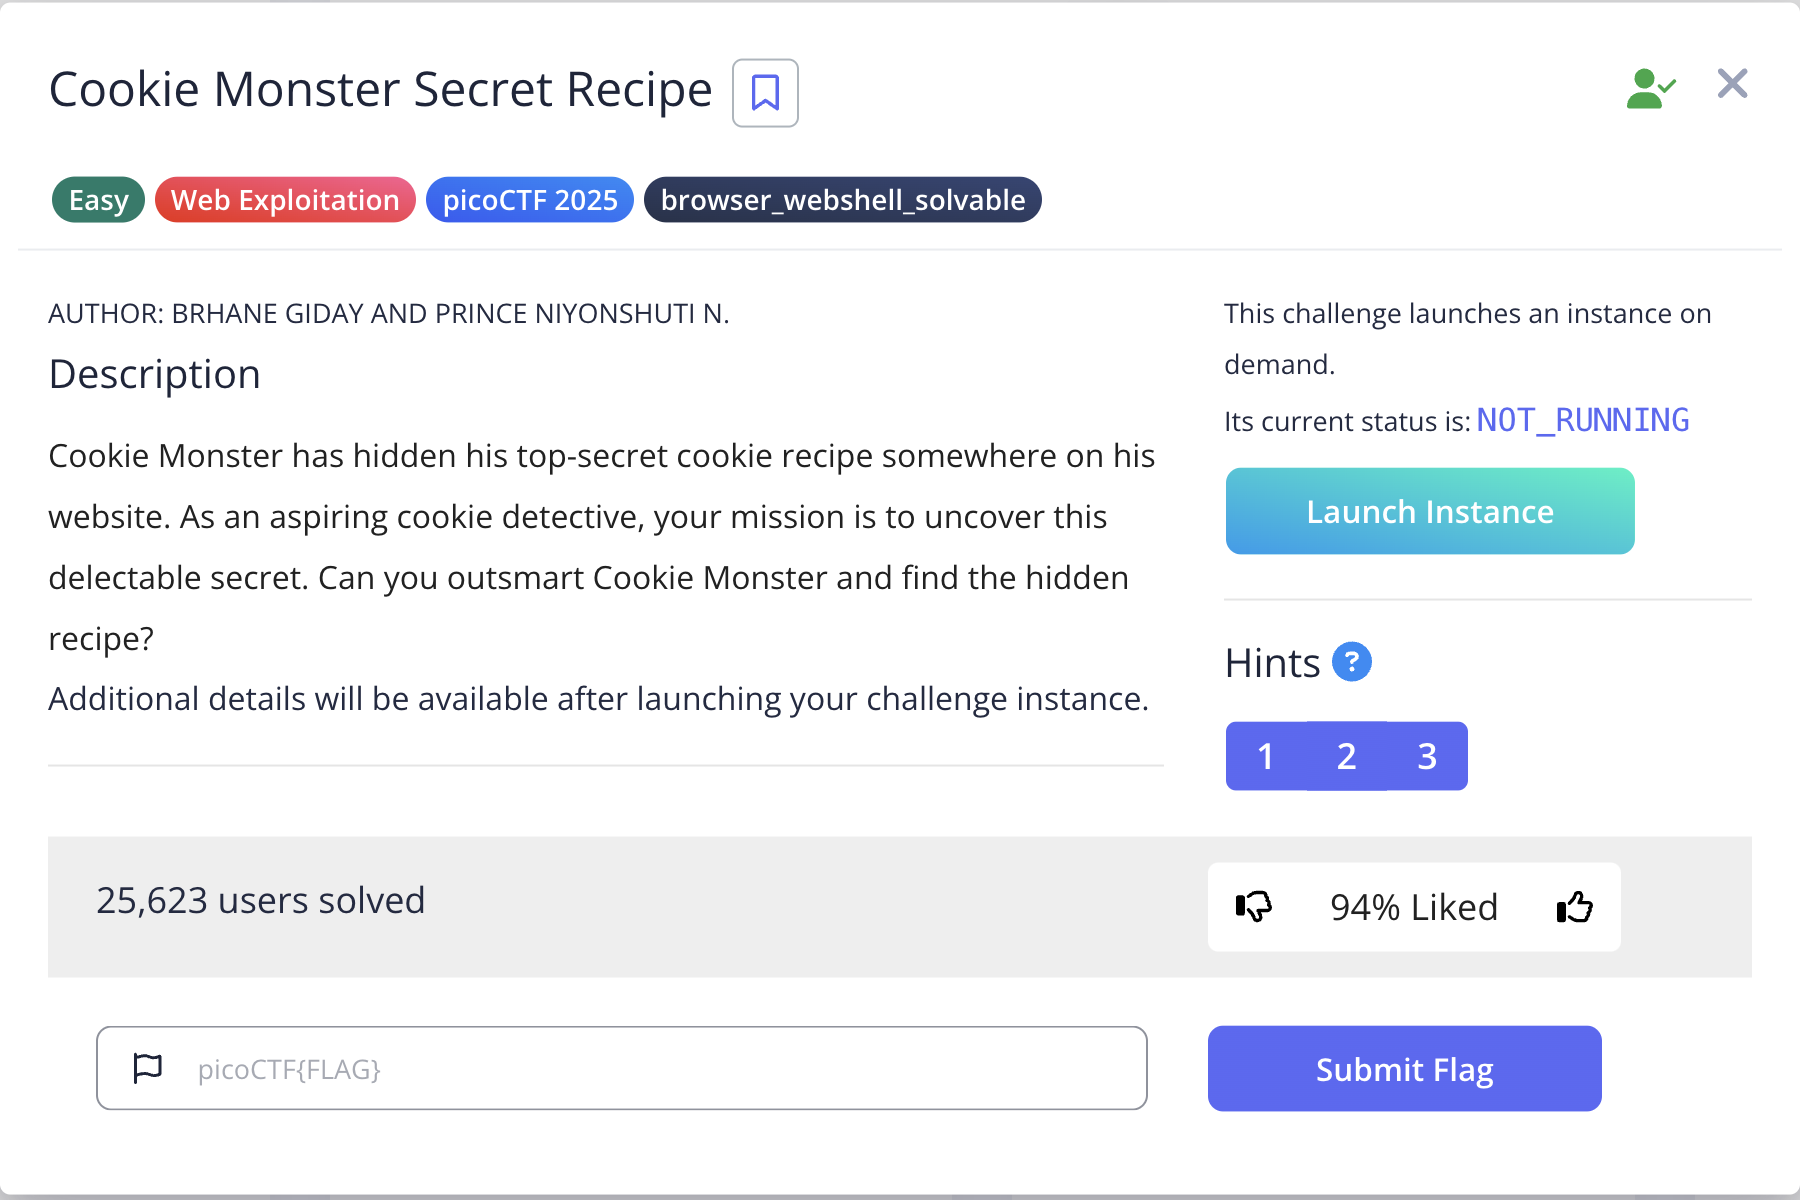 Cookie Monster Secret Recipe
Easy Web Exploitation picoCTF 2025 browser_webshell_solvable
AUTHOR: BRHANE GIDAY AND PRINCE NIYONSHUTI N.
Description
Cookie Monster has hidden his top-secret cookie recipe somewhere on his
website. As an aspiring cookie detective, your mission is to uncover this
delectable secret. Can you outsmart Cookie Monster and find the hidden
recipe?
Additional details will be available after launching your challenge instance.
This challenge launches an instance on
demand.
Its current status is: NOT_RUNNING
Launch Instance
Hints ?
1 2 3
25,623 users solved
94% Liked
picoCTF{FLAG}
Submit Flag